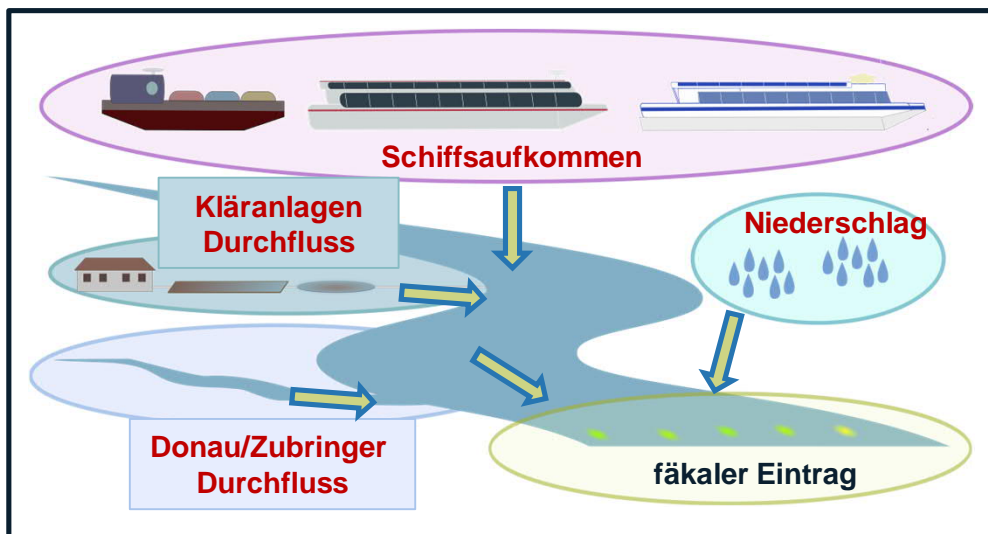 Schiffsaufkommen
Kläranlagen
Durchfluss
Niederschlag
Donau/Zubringer
Durchfluss
fäkaler Eintrag